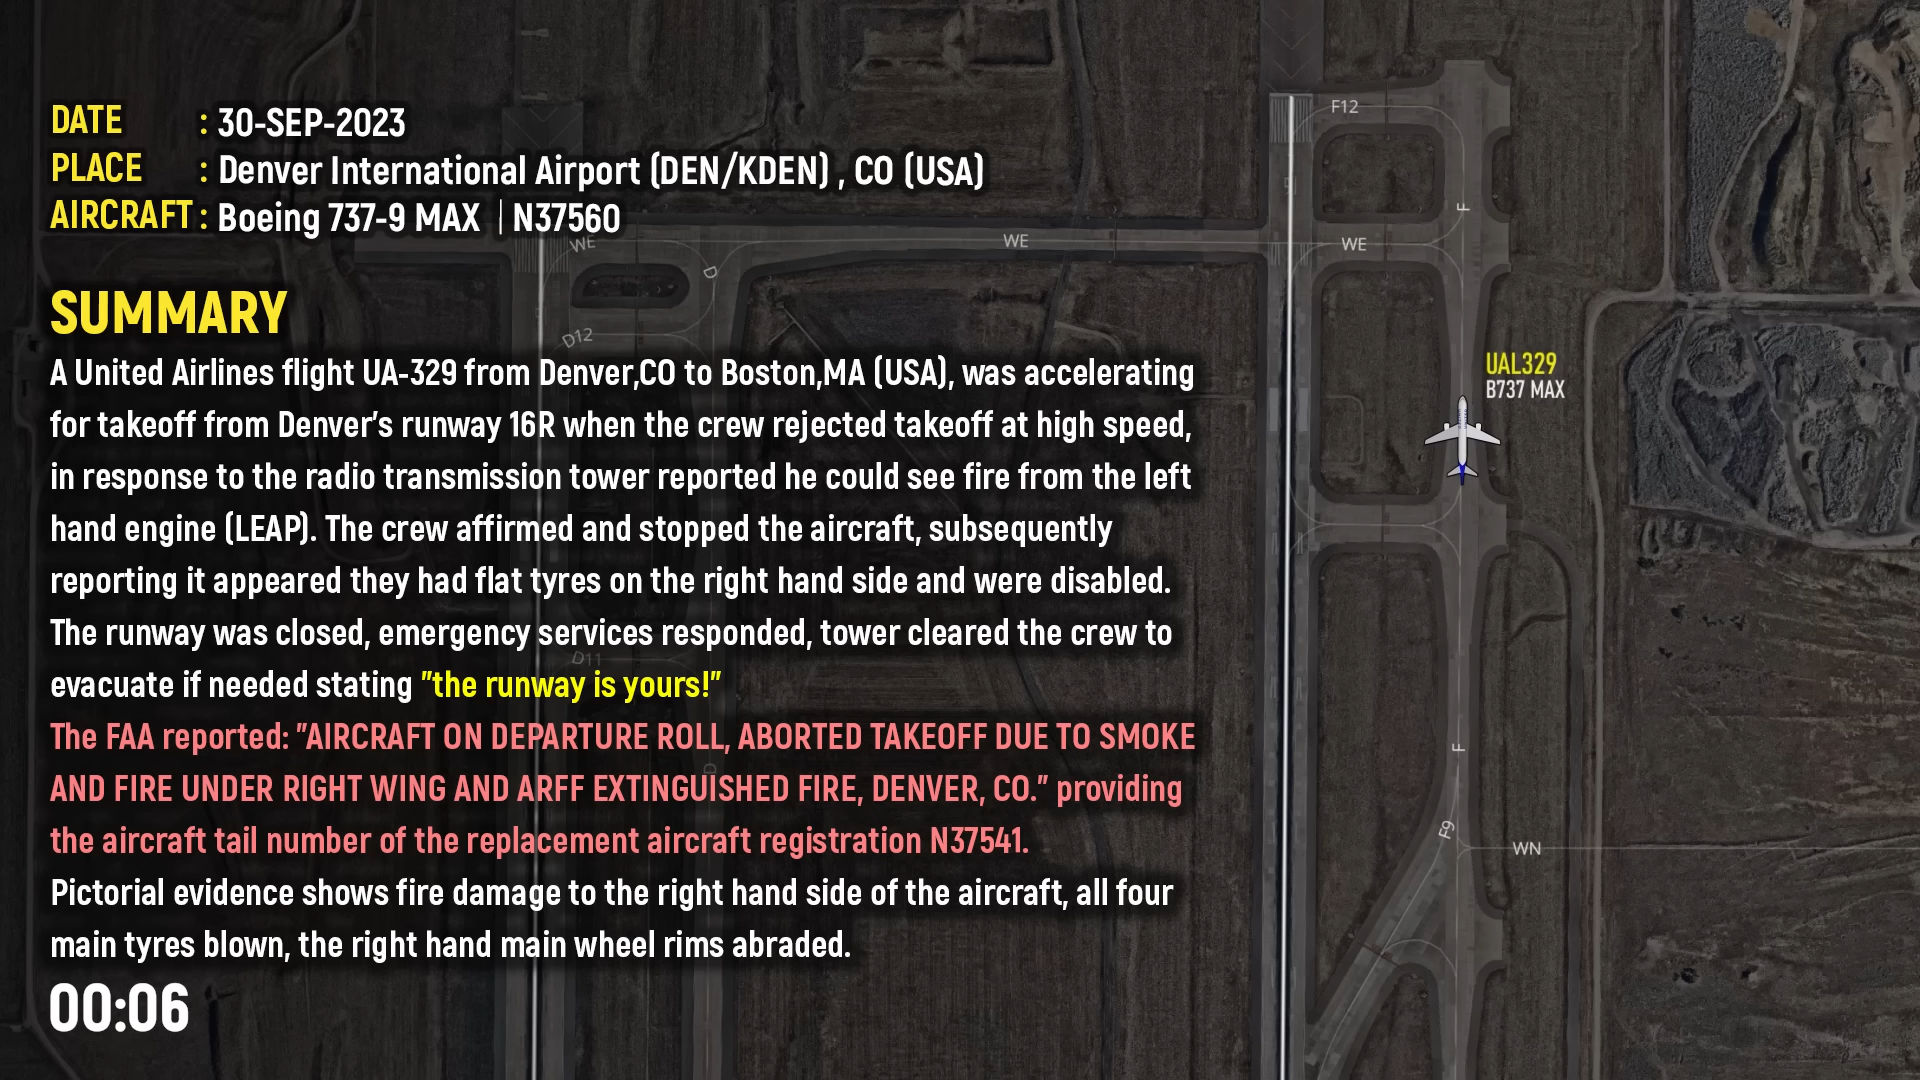 DATE : 30-SEP-2023
PLACE : Denver International Airport (DEN/KDEN) , CO (USA)
AIRCRAFT : Boeing 737-9 MAX | N37560
SUMMARY
A United Airlines flight UA-329 from Denver,CO to Boston,MA (USA), was accelerating
for takeoff from Denver's runway 16R when the crew rejected takeoff at high speed,
in response to the radio transmission tower reported he could see fire from the left
hand engine (LEAP). The crew affirmed and stopped the aircraft, subsequently
reporting it appeared they had flat tyres on the right hand side and were disabled.
The runway was closed, emergency services responded, tower cleared the crew to
evacuate if needed stating "the runway is yours!"
The FAA reported: "AIRCRAFT ON DEPARTURE ROLL, ABORTED TAKEOFF DUE TO SMOKE
AND FIRE UNDER RIGHT WING AND ARFF EXTINGUISHED FIRE, DENVER, CO." providing
the aircraft tail number of the replacement aircraft registration N37541.
Pictorial evidence shows fire damage to the right hand side of the aircraft, all four
main tyres blown, the right hand main wheel rims abraded.
00:06
F12
F
WE
WE
WE
D
D12
UAL329
B737 MAX
D11
F
D
F9
WN